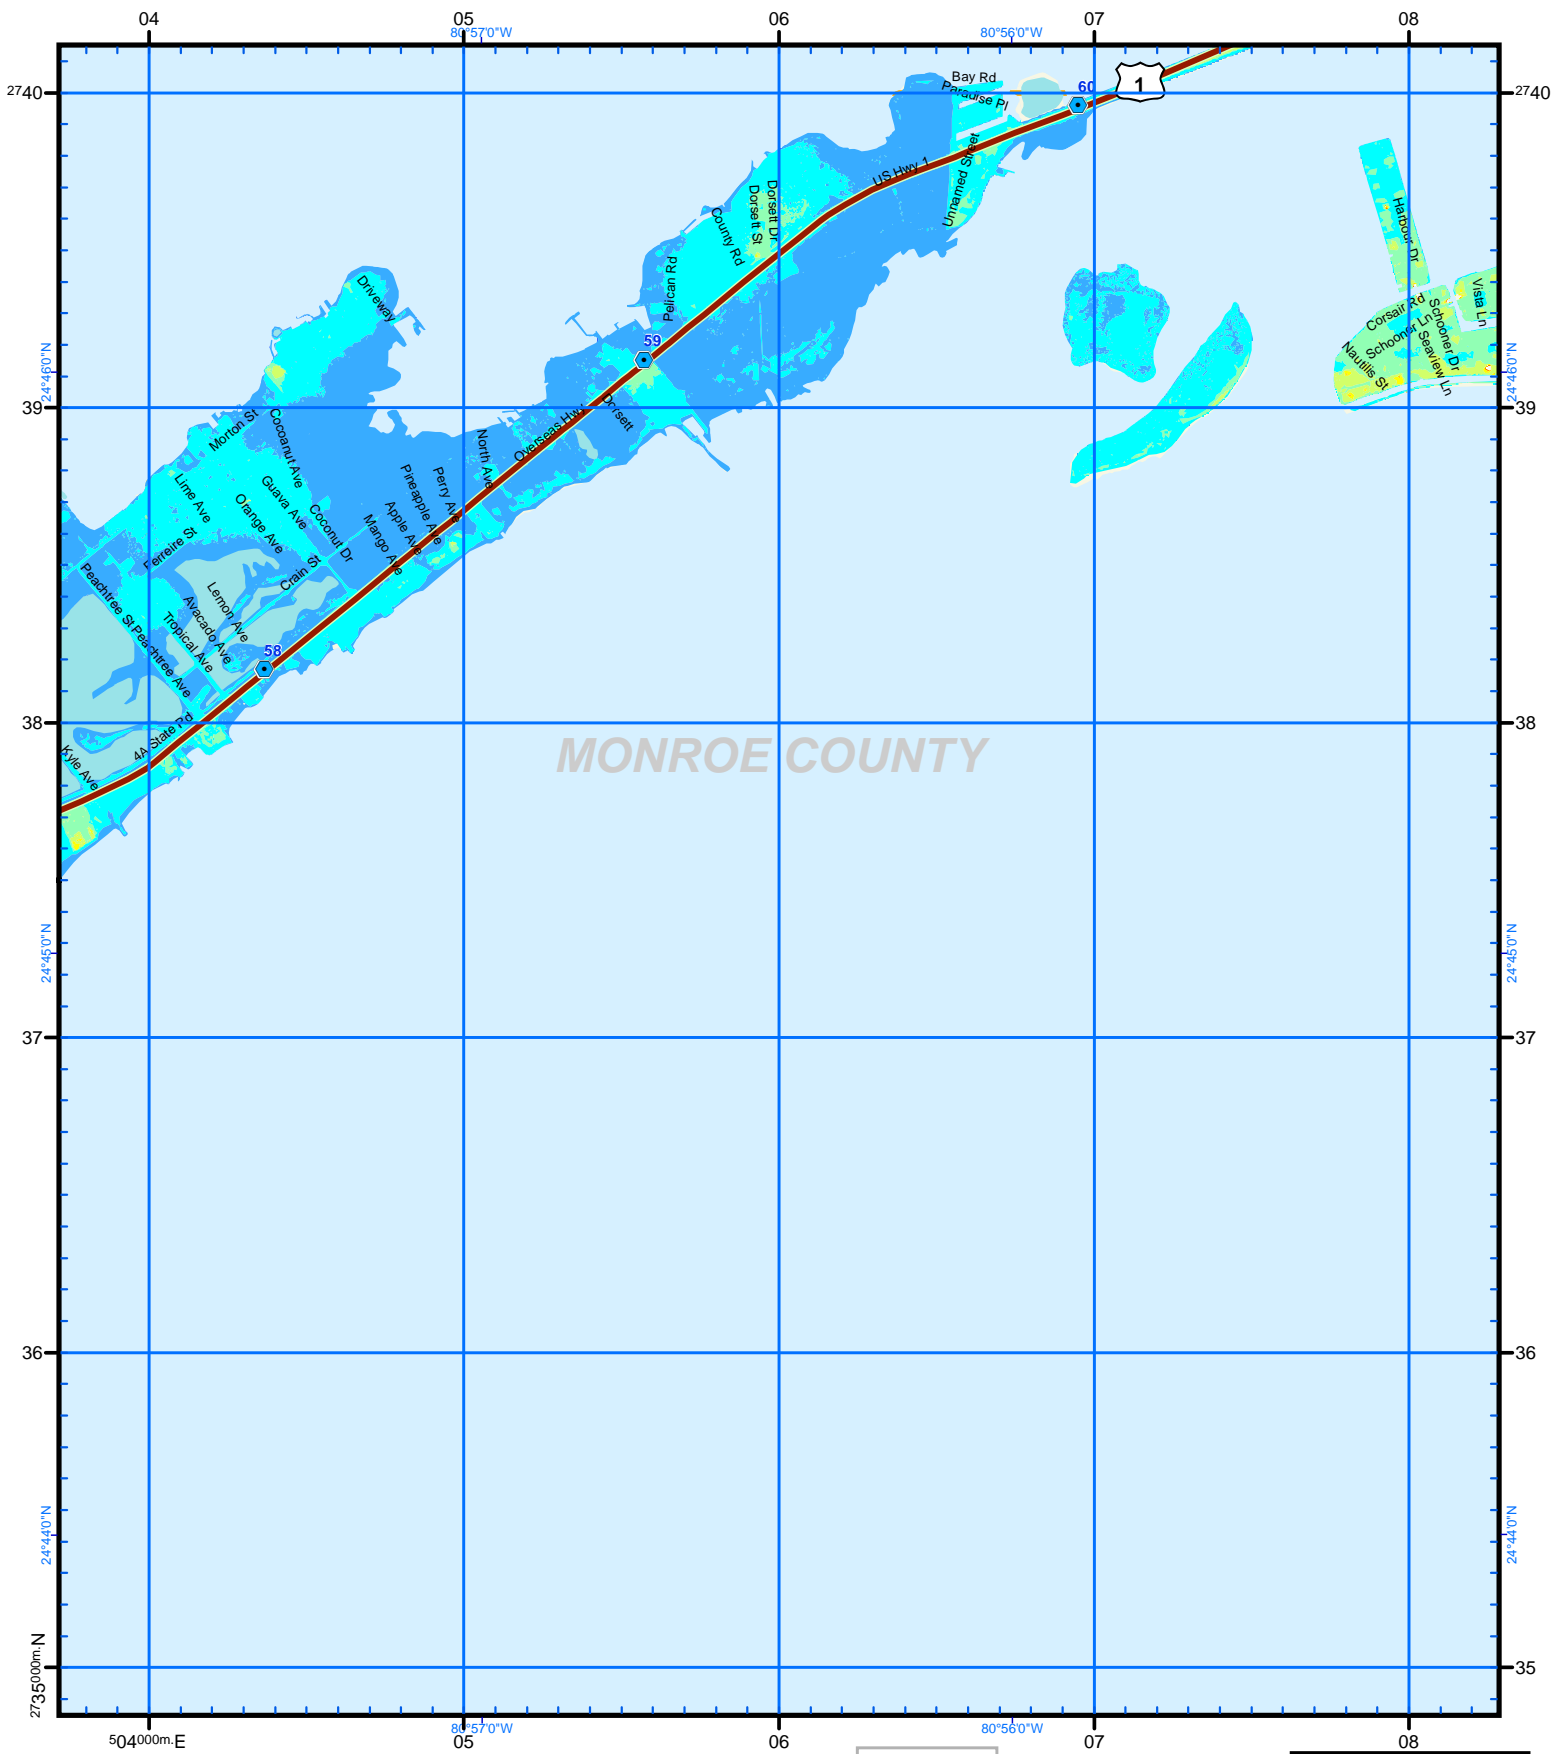 04 05 06 07 08
80°57'0"W 80°56'0"W
2740
2740
60
1
Bay Rd
Paradise Pl
US Hwy 1
Unnamed Street
Harbour Dr
Dorsett Dr
Dorsett St
County Rd
Pelican Rd
Driveway
Vista Ln
Corsair Rd
Schooner Ln
Schooner Dr
Seaview Ln
Nautilis St
59
24°46'0"N
24°46'0"N
39
39
Dorsett
Overseas Hwy
Morton St
Cocoanut Ave
North Ave
Perry Ave
Pineapple Ave
Apple Ave
Mango Ave
Lime Ave
Guava Ave
Orange Ave
Coconut Dr
Ferreire St
Crain St
Peachtree St
Peachtree Ave
Lemon Ave
Avacado Ave
Tropical Ave
58
38
38
4A State Rd
Kyle Ave
MONROE COUNTY
24°45'0"N
24°45'0"N
37
37
36
36
24°44'0"N
24°44'0"N
2735000m.N
35
504000m.E 05 06 07 08
80°57'0"W 80°56'0"W